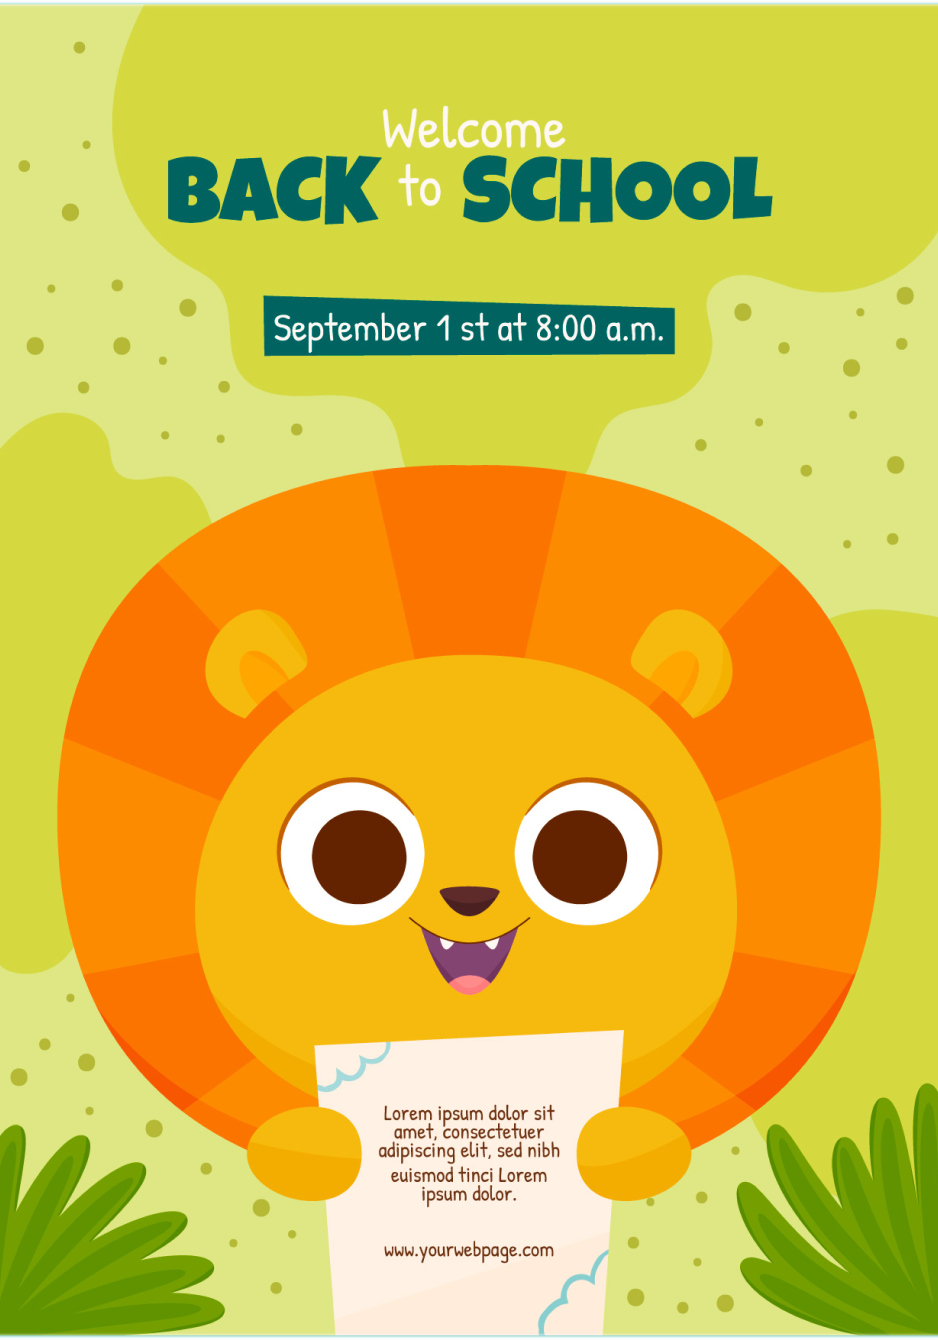 Welcome
BACK to SCHOOL
September 1 st at 8:00 a.m.
Lorem ipsum dolor sit
amet, consectetuer
adipiscing elit, sed nibh
euismod tinci Lorem
ipsum dolor.
www.yourwebpage.com